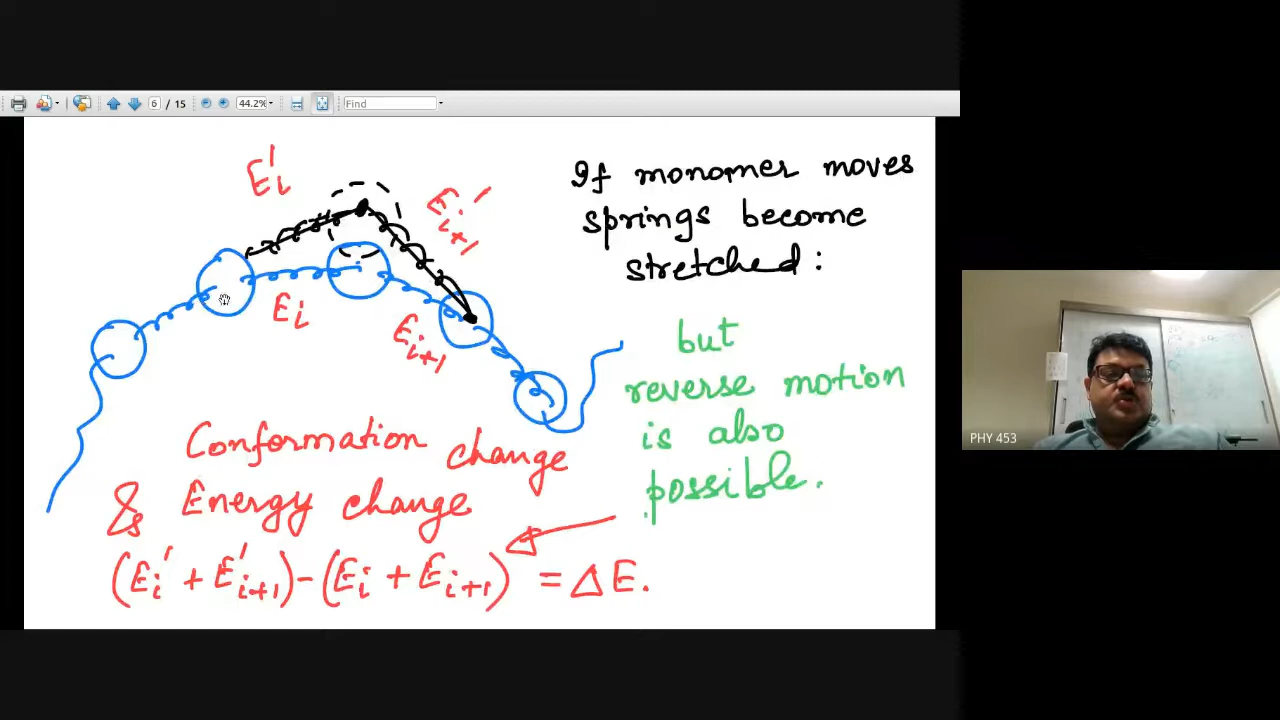 6 / 15
44.2%
Find
E'i
E'i+1
If monomer moves
springs become
stretched :
Ei
Ei+1
but
reverse motion
is also
possible.
Conformation change
& Energy change
(Ei' + E'i+1) - (Ei + Ei+1) = ΔE.
PHY 453